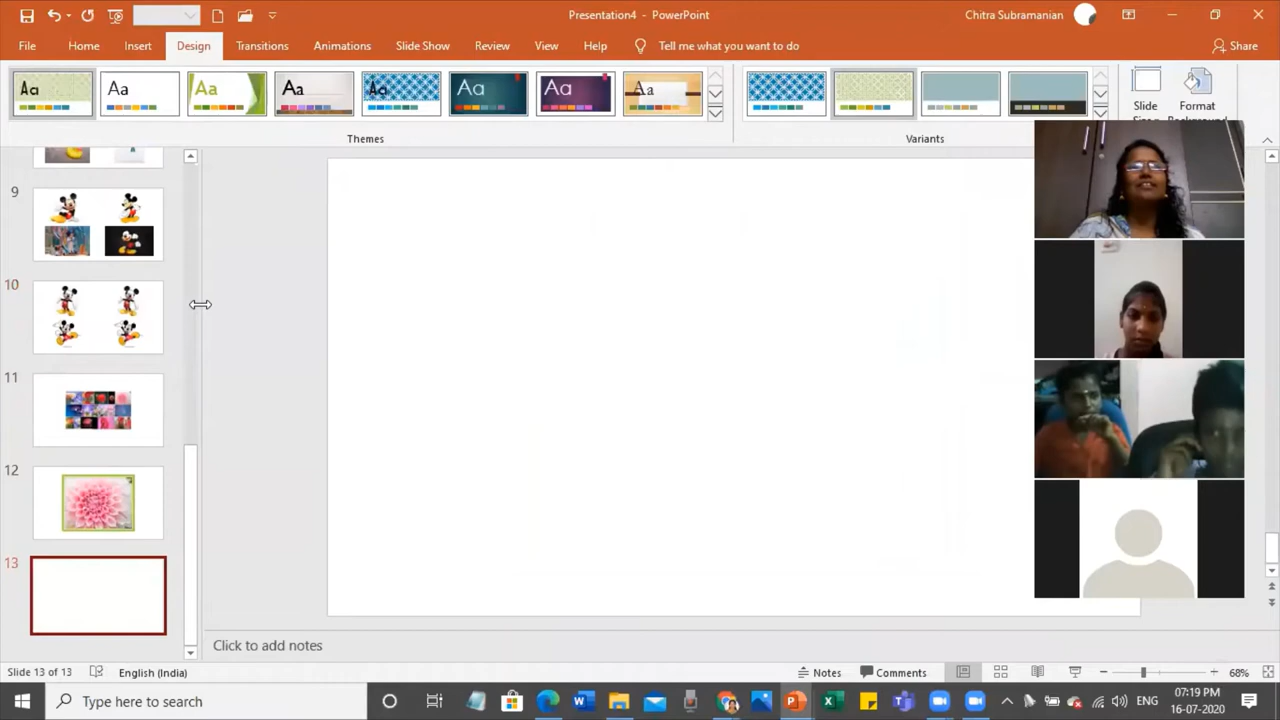 Presentation4 - PowerPoint
Chitra Subramanian
File
Home
Insert
Design
Transitions
Animations
Slide Show
Review
View
Help
Tell me what you want to do
Share
Aa
Aa
Aa
Aa
Aa
Aa
Aa
Aa
Slide
Format
Themes
Variants
9
10
11
12
13
Click to add notes
Slide 13 of 13
English (India)
Notes
Comments
68%
Type here to search
ENG
07:19 PM
16-07-2020